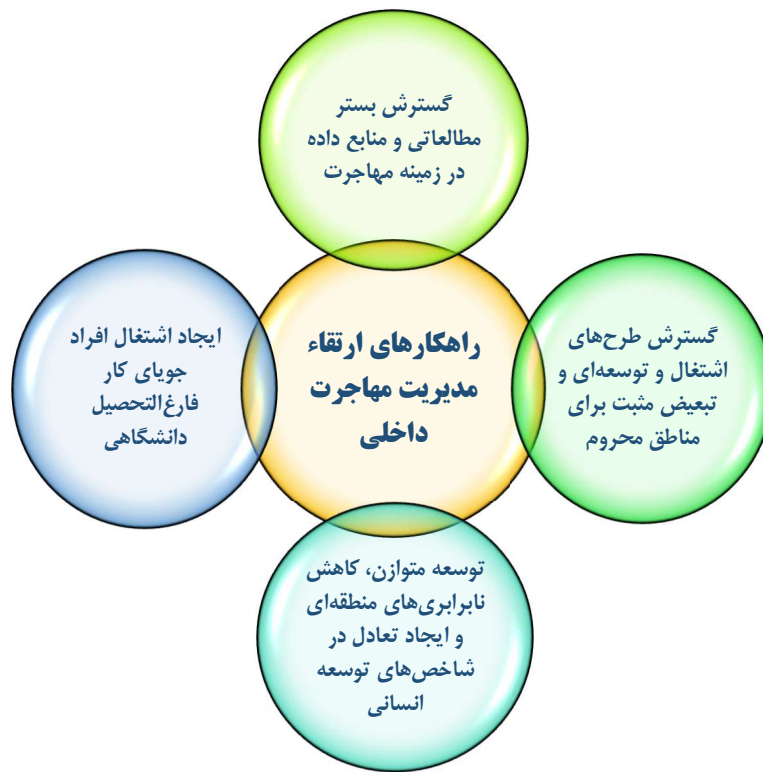 گسترش بستر
مطالعاتی و منابع داده
در زمینه مهاجرت
راهکارهای ارتقاء
مدیریت مهاجرت
داخلی
گسترش طرح‌های
اشتغال و توسعه‌ای و
تبعیض مثبت برای
مناطق محروم
ایجاد اشتغال افراد
جویای کار
فارغ‌التحصیل
دانشگاهی
توسعه متوازن، کاهش
نابرابری‌های منطقه‌ای
و ایجاد تعادل در
شاخص‌های توسعه
انسانی